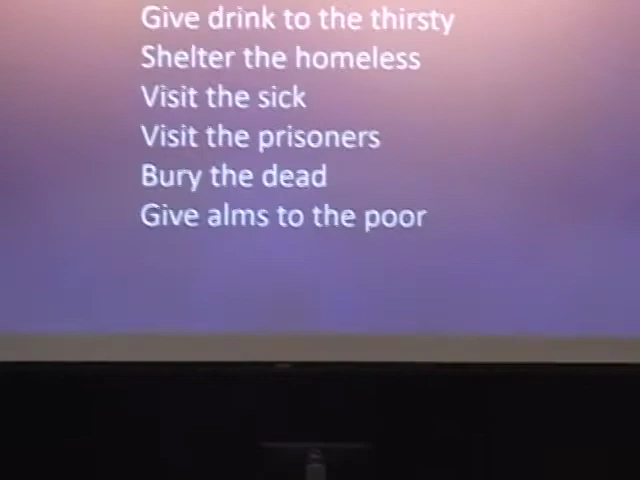 Give drink to the thirsty
Shelter the homeless
Visit the sick
Visit the prisoners
Bury the dead
Give alms to the poor